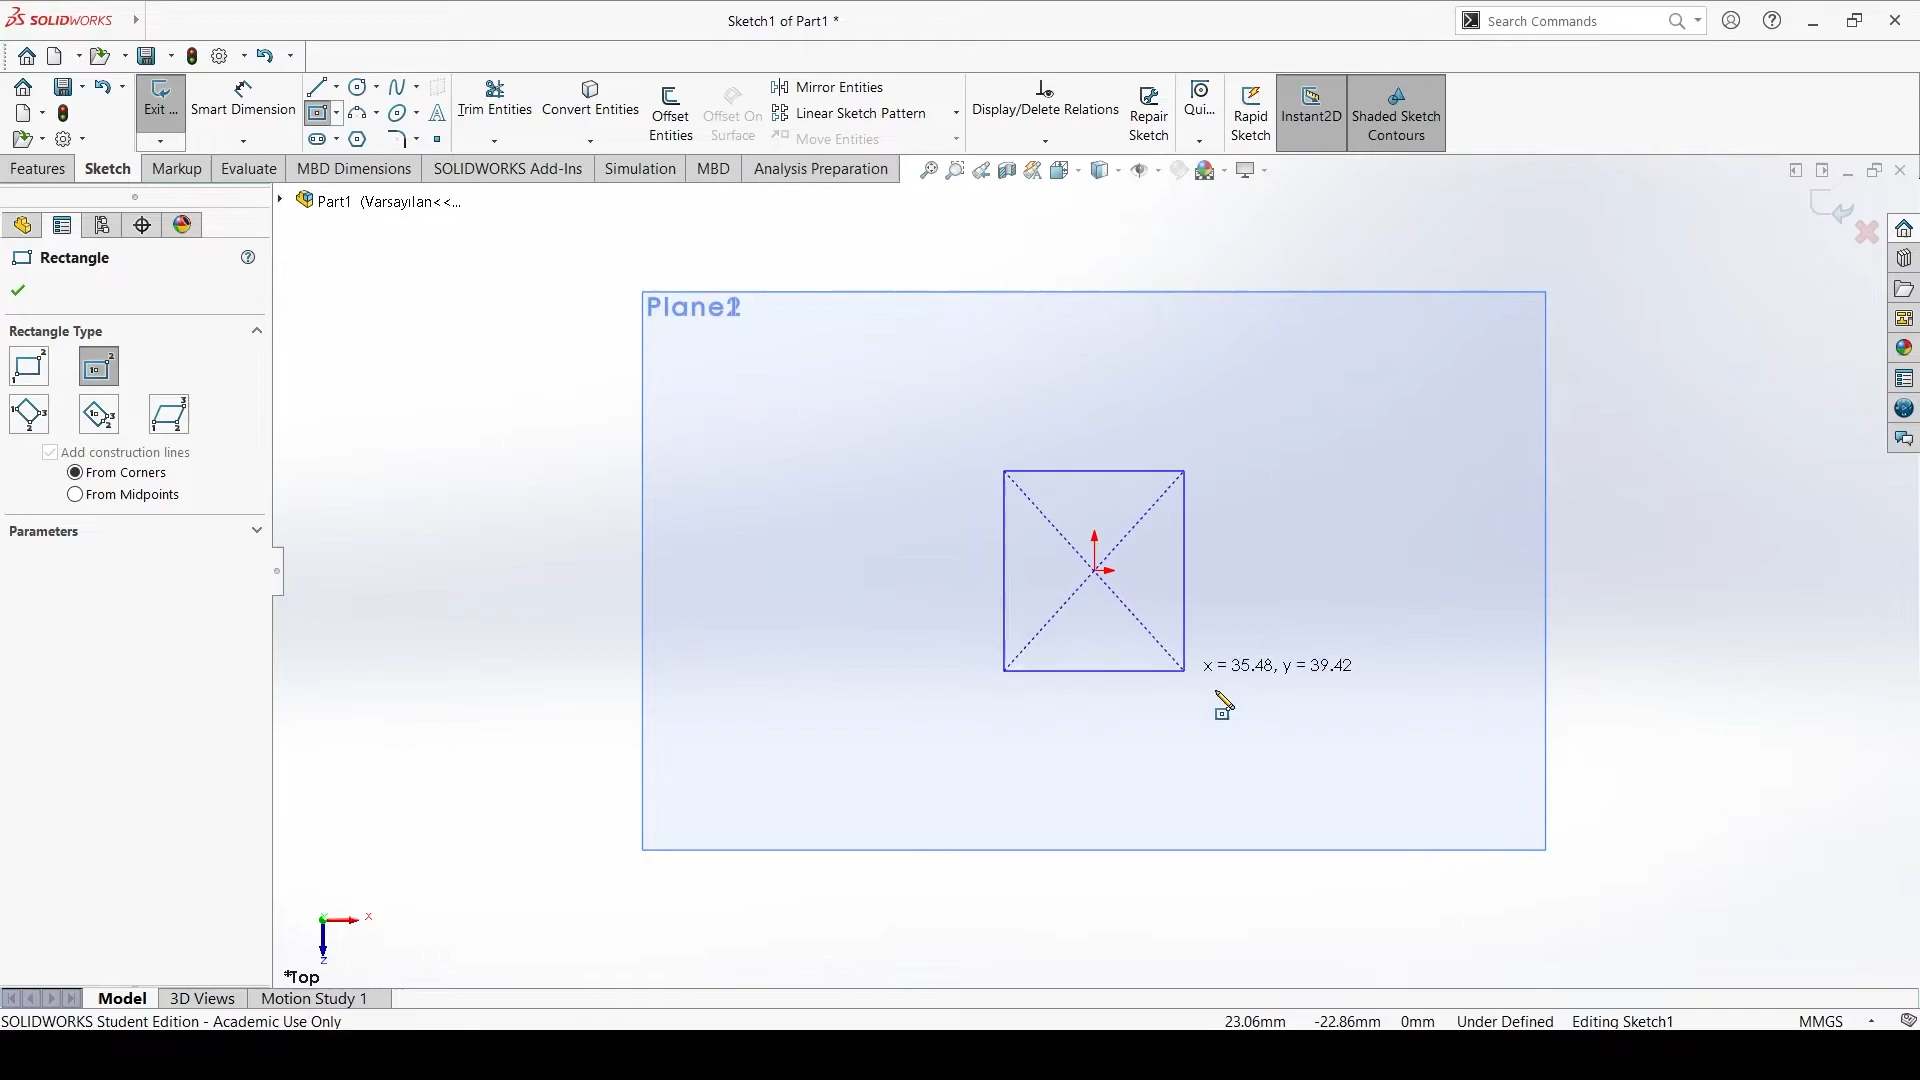 SOLIDWORKS
Sketch1 of Part1 *
Search Commands
Exit ...
Smart Dimension
Trim Entities
Convert Entities
Offset Entities
Offset On Surface
Mirror Entities
Linear Sketch Pattern
Move Entities
Display/Delete Relations
Repair Sketch
Qui...
Rapid Sketch
Instant2D
Shaded Sketch Contours
Features
Sketch
Markup
Evaluate
MBD Dimensions
SOLIDWORKS Add-Ins
Simulation
MBD
Analysis Preparation
Part1 (Varsayılan<<...
Rectangle
Rectangle Type
Add construction lines
From Corners
From Midpoints
Parameters
x = 35.48, y = 39.42
X
Z
*Top
Model
3D Views
Motion Study 1
SOLIDWORKS Student Edition - Academic Use Only
23.06mm
-22.86mm
0mm
Under Defined
Editing Sketch1
MMGS